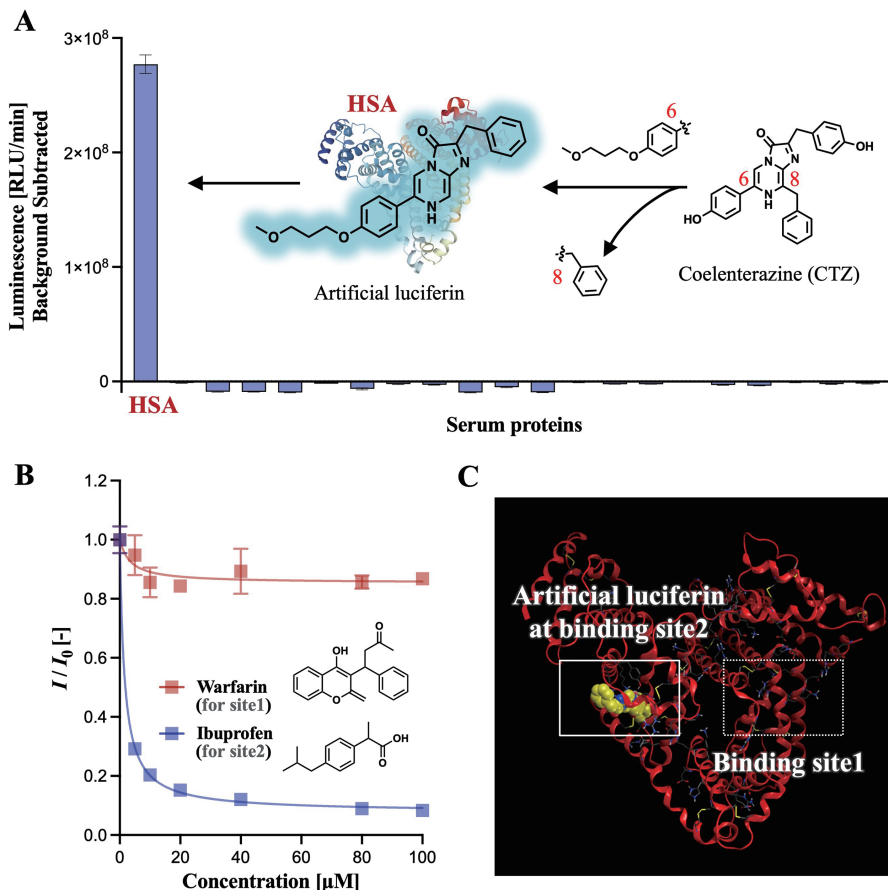 A
3×10⁸
2×10⁸
1×10⁸
0
Luminescence [RLU/min]
Background Subtracted
HSA
O
N
N
N
H
O
O
Artificial luciferin
6
O
O
8
O
N
N
6
8
N
H
HO
OH
Coelenterazine (CTZ)
HSA
Serum proteins
B
1.2
1.0
0.8
0.6
0.4
0.2
0.0
I / I₀ [-]
Warfarin
(for site1)
OH
O
O
Ibuprofen
(for site2)
OH
O
0
20
40
60
80
100
Concentration [µM]
C
Artificial luciferin
at binding site2
Binding site1